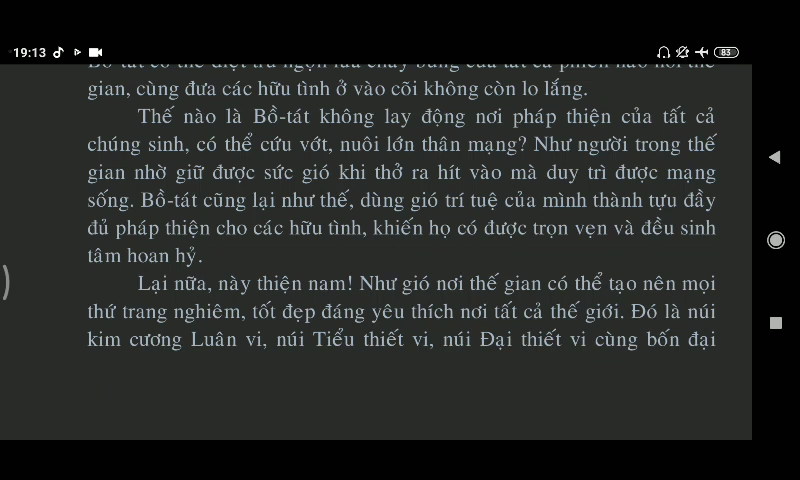 19:13
83
gian, cùng đưa các hữu tình ở vào cõi không còn lo lắng.
Thế nào là Bồ-tát không lay động nơi pháp thiện của tất cả
chúng sinh, có thể cứu vớt, nuôi lớn thân mạng? Như người trong thế
gian nhờ giữ được sức gió khi thở ra hít vào mà duy trì được mạng
sống. Bồ-tát cũng lại như thế, dùng gió trí tuệ của mình thành tựu đầy
đủ pháp thiện cho các hữu tình, khiến họ có được trọn vẹn và đều sinh
tâm hoan hỷ.
Lại nữa, này thiện nam! Như gió nơi thế gian có thể tạo nên mọi
thứ trang nghiêm, tốt đẹp đáng yêu thích nơi tất cả thế giới. Đó là núi
kim cương Luân vi, núi Tiểu thiết vi, núi Đại thiết vi cùng bốn đại